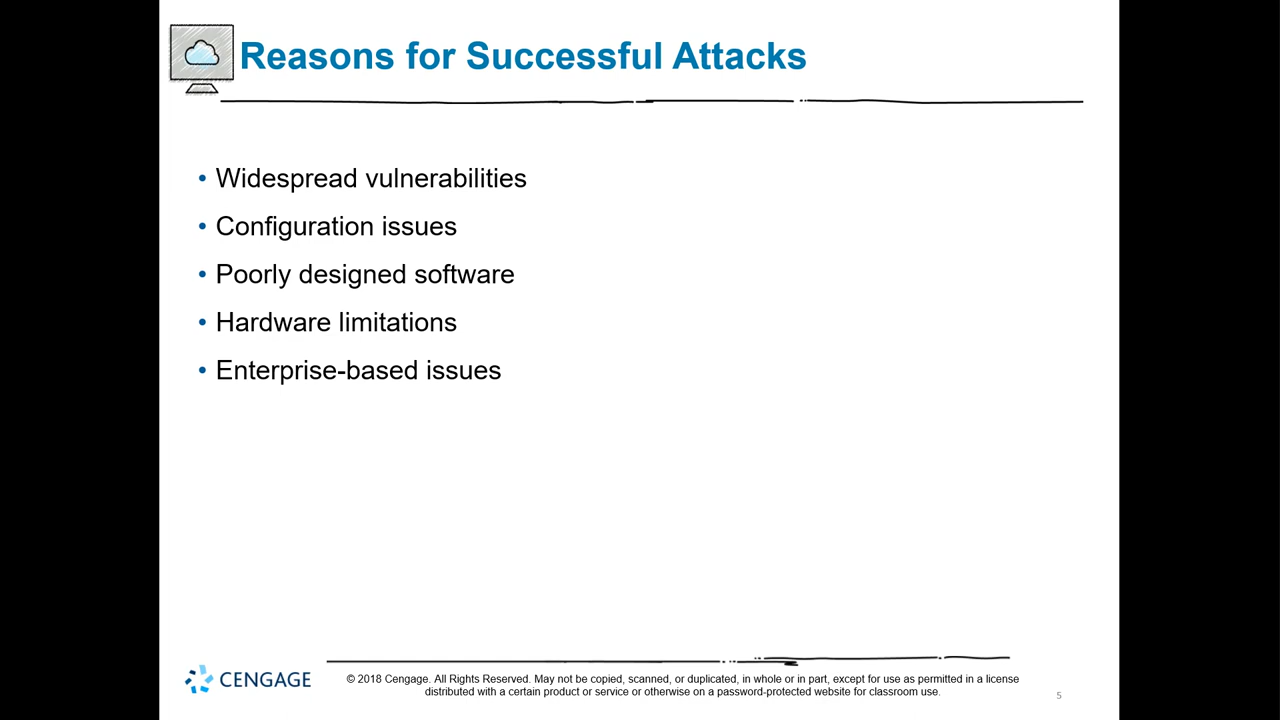 Reasons for Successful Attacks
• Widespread vulnerabilities
• Configuration issues
• Poorly designed software
• Hardware limitations
• Enterprise-based issues
CENGAGE
© 2018 Cengage. All Rights Reserved. May not be copied, scanned, or duplicated, in whole or in part, except for use as permitted in a license
distributed with a certain product or service or otherwise on a password-protected website for classroom use.
5